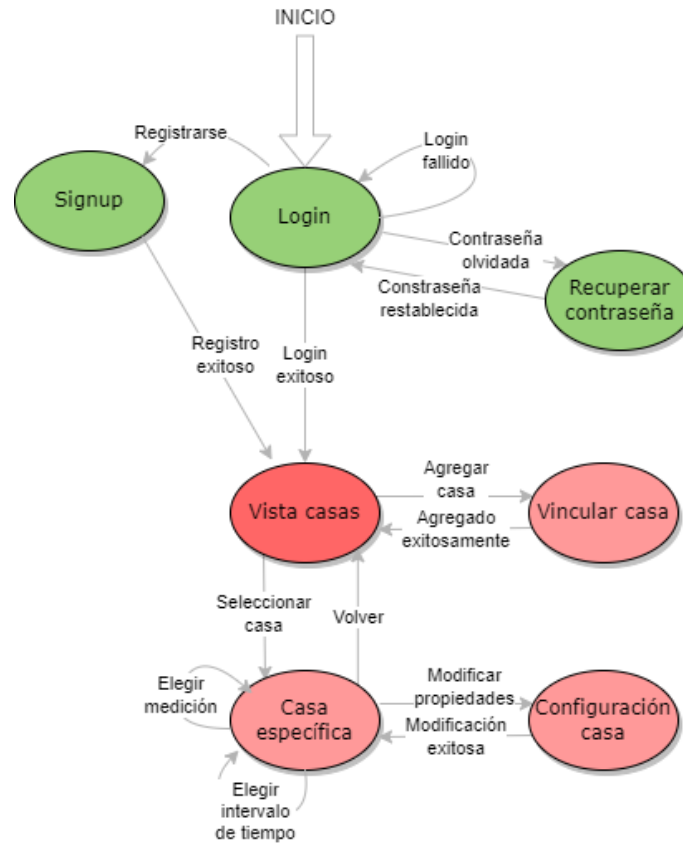 INICIO
Registrarse
Login
fallido
Signup
Login
Contraseña
olvidada
Constraseña
restablecida
Recuperar
contraseña
Registro
exitoso
Login
exitoso
Vista casas
Agregar
casa
Agregado
exitosamente
Vincular casa
Seleccionar
casa
Volver
Elegir
medición
Casa
específica
Modificar
propiedades
Modificación
exitosa
Configuración
casa
Elegir
intervalo
de tiempo